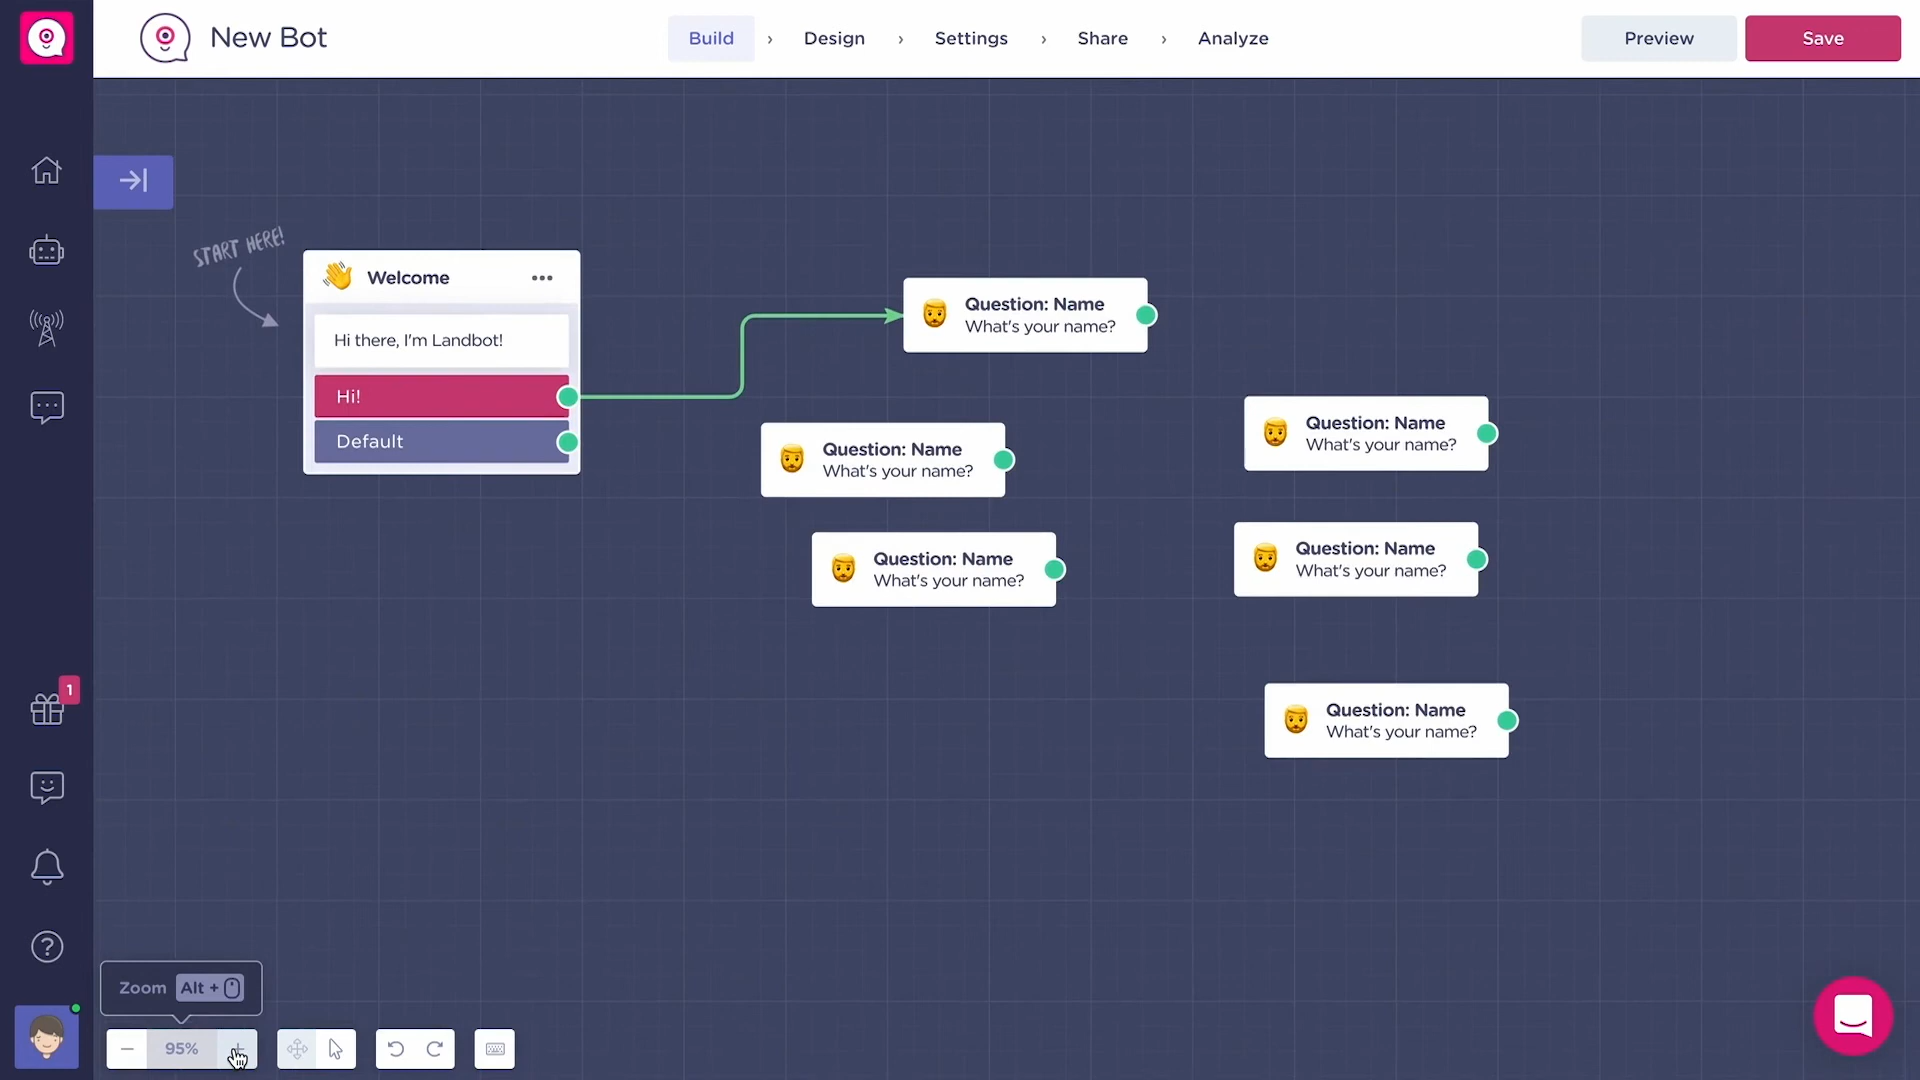 New Bot
Build
Design
Settings
Share
Analyze
Preview
Save
START HERE!
Welcome
Hi there, I'm Landbot!
Hi!
Default
Question: Name
What's your name?
Question: Name
What's your name?
Question: Name
What's your name?
Question: Name
What's your name?
Question: Name
What's your name?
Question: Name
What's your name?
1
Zoom Alt +
95%